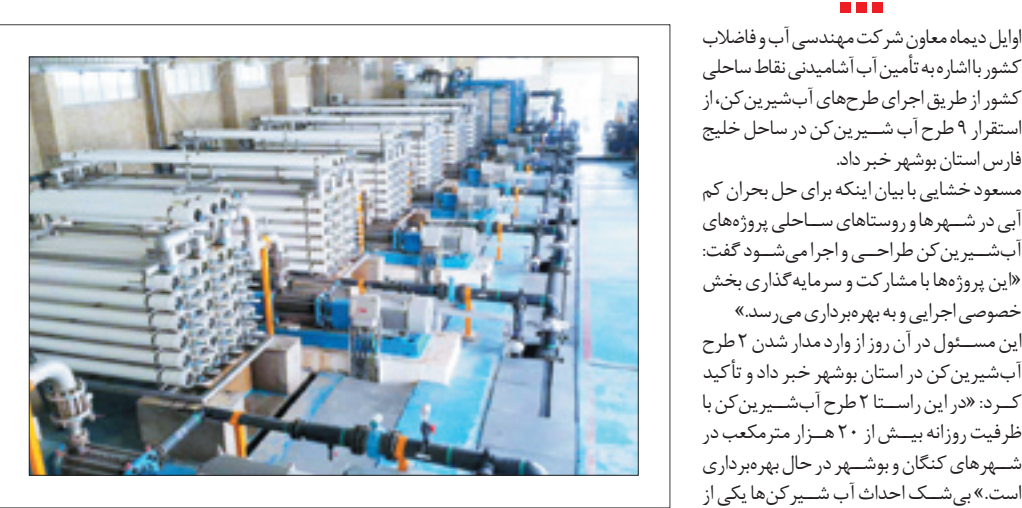 اوایل دیماه معاون شرکت مهندسی آب و فاضلاب
کشور بااشاره به تأمین آب آشامیدنی نقاط ساحلی
کشور از طریق اجرای طرح‌های آب‌شیرین‌کن، از
استقرار ۹ طرح آب شیرین‌کن در ساحل خلیج
فارس استان بوشهر خبر داد.
مسعود خشایی با بیان اینکه برای حل بحران کم
آبی در شهرها و روستاهای ساحلی پروژه‌های
آب‌شیرین‌کن طراحی و اجرا می‌شود گفت:
«این پروژه‌ها با مشارکت و سرمایه‌گذاری بخش
خصوصی اجرایی و به بهره‌برداری می‌رسد.»
این مسئول در آن روز از وارد مدار شدن ۲ طرح
آب‌شیرین‌کن در استان بوشهر خبر داد و تأکید
کرد: «در این راستا ۲ طرح آب‌شیرین‌کن با
ظرفیت روزانه بیش از ۲۰ هزار مترمکعب در
شهرهای کنگان و بوشهر در حال بهره‌برداری
است.» بی‌شک احداث آب شیرکن‌ها یکی از